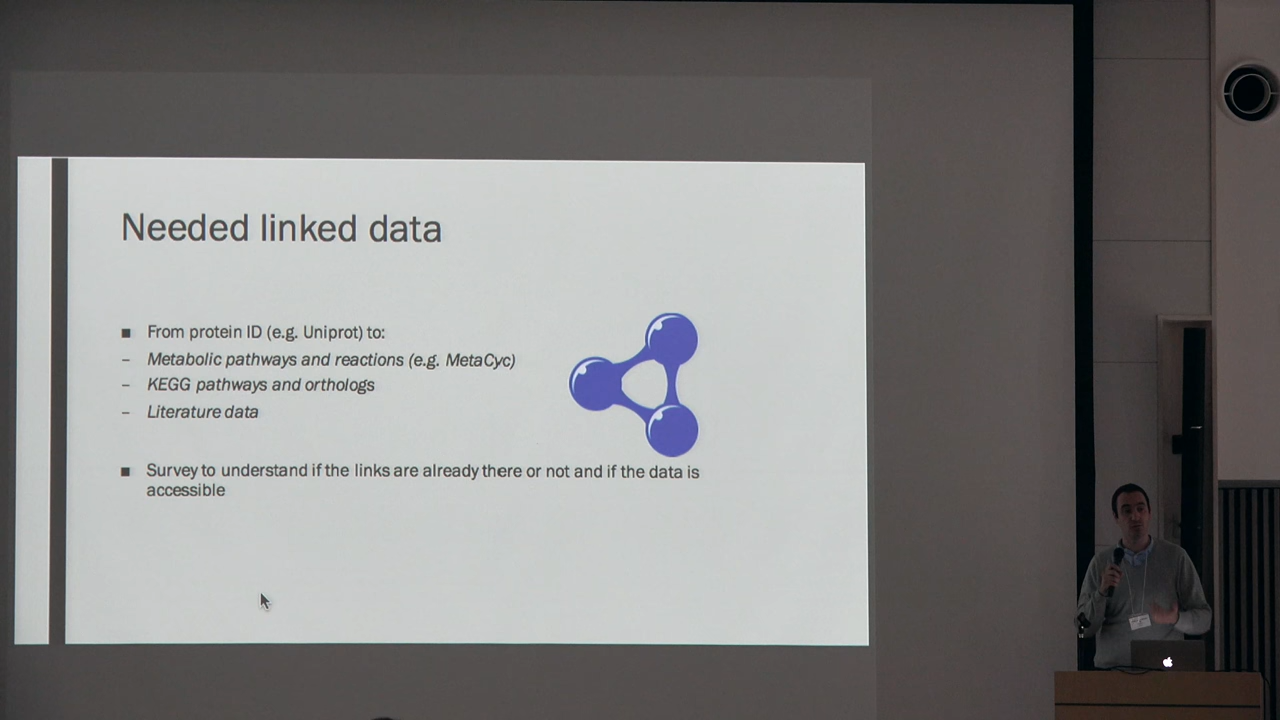 Needed linked data
■ From protein ID (e.g. Uniprot) to:
– Metabolic pathways and reactions (e.g. MetaCyc)
– KEGG pathways and orthologs
– Literature data
■ Survey to understand if the links are already there or not and if the data is
accessible